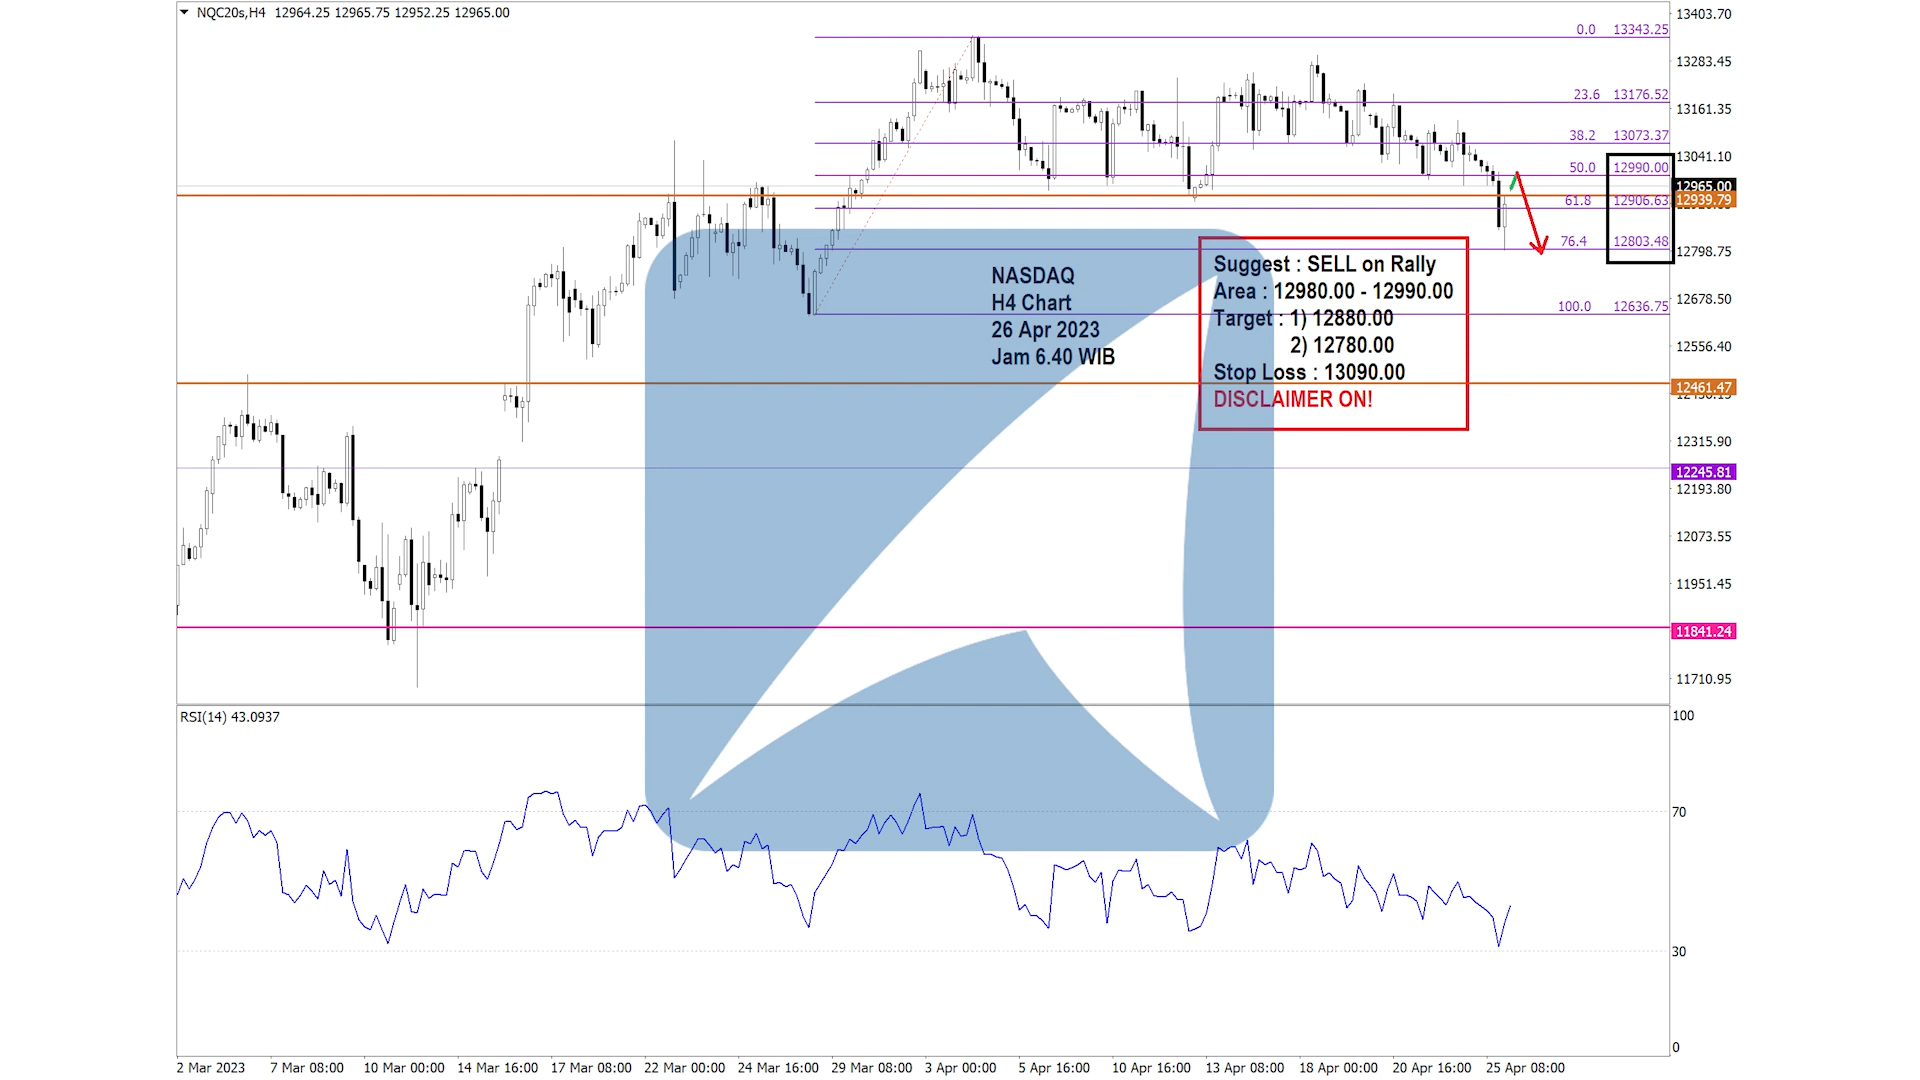 NQC20s,H4 12964.25 12965.75 12952.25 12965.00
13403.70
0.0 13343.25
13283.45
23.6 13176.52
13161.35
38.2 13073.37
13041.10
50.0 12990.00
12965.00
12939.79
61.8 12906.63
76.4 12803.48
12798.75
100.0 12636.75
12678.50
12556.40
12461.47
12315.90
12245.81
12193.80
12073.55
11951.45
11841.24
11710.95
NASDAQ
H4 Chart
26 Apr 2023
Jam 6.40 WIB
Suggest : SELL on Rally
Area : 12980.00 - 12990.00
Target : 1) 12880.00
2) 12780.00
Stop Loss : 13090.00
DISCLAIMER ON!
RSI(14) 43.0937
100
70
30
0
2 Mar 2023 7 Mar 08:00 10 Mar 00:00 14 Mar 16:00 17 Mar 08:00 22 Mar 00:00 24 Mar 16:00 29 Mar 08:00 3 Apr 00:00 5 Apr 16:00 10 Apr 16:00 13 Apr 08:00 18 Apr 00:00 20 Apr 16:00 25 Apr 08:00